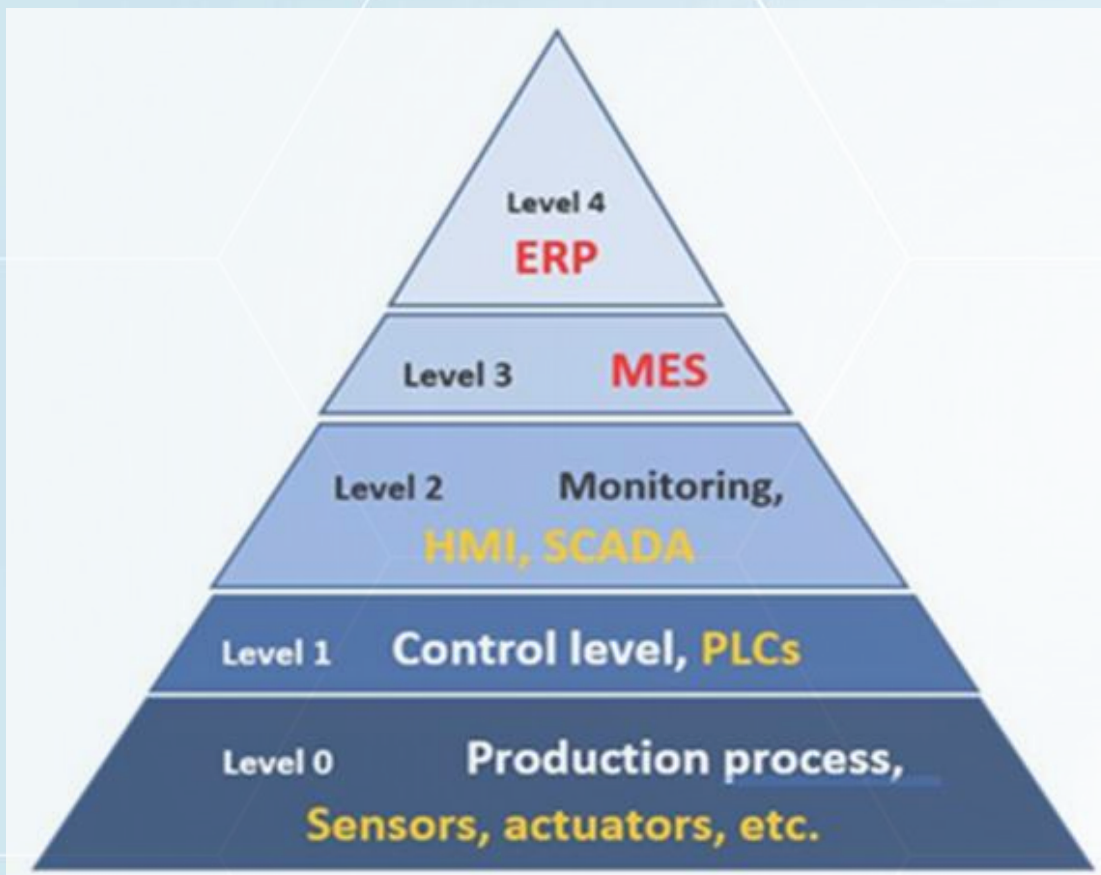 Level 4
ERP
Level 3 MES
Level 2 Monitoring,
HMI, SCADA
Level 1 Control level, PLCs
Level 0 Production process,
Sensors, actuators, etc.